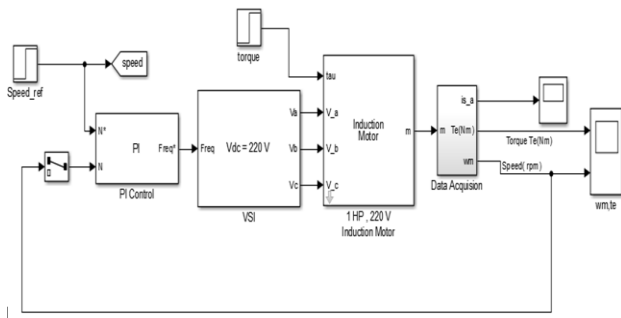 Speed_ref
speed
torque
N*
N
PI
Freq*
PI Control
Freq
Vdc = 220 V
Va
Vb
Vc
VSI
tau
V_a
V_b
V_c
Induction
Motor
m
1 HP , 220 V
Induction Motor
m
is_a
Te(Nm)
wm
Data Acquision
Torque Te(Nm)
Speed( rpm)
wm,te